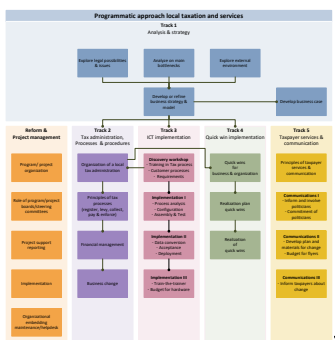 Programmatic approach local taxation and services
Track 1
Analysis & strategy
Explore legal possibilities
& issues
Analyze on main
bottlenecks
Explore external
environment
Develop or refine
business strategy &
model
Develop business case
Reform &
Project management
Program/ project
organisation
Role of program/project
boards/steering
committees
Project support
reporting
Implementation
Organizational
embedding
maintenance/helpdesk
Track 2
Tax administration,
Processes & procedures
Organisation of a local
tax administration
Principles of tax
processes
(register, levy, collect,
pay & enforce)
Financial management
Business change
Track 3
ICT implementation
Discovery workshop
- Training in Tax process
- Customer processes
- Requirements
Implementation I
- Process analysis
- Configurations
- Assembly & Test
Implementation II
- Data conversion
- Acceptance
- Deployment
Implementation III
- Train-the-trainer
- Budget for hardware
Track 4
Quick win implementation
Quick wins for
business & organisation
Realisation plan
quick wins
Realization
of quick wins
Track 5
Taxpayer services &
communication
Principles of taxpayer
services &
communication
Communications I
- Inform and involve
politicians
- Commitment of
politicians
Communications II
- Develop plan and
materials for change
- Budget for flyers
Communications III
- Inform taxpayers about
change